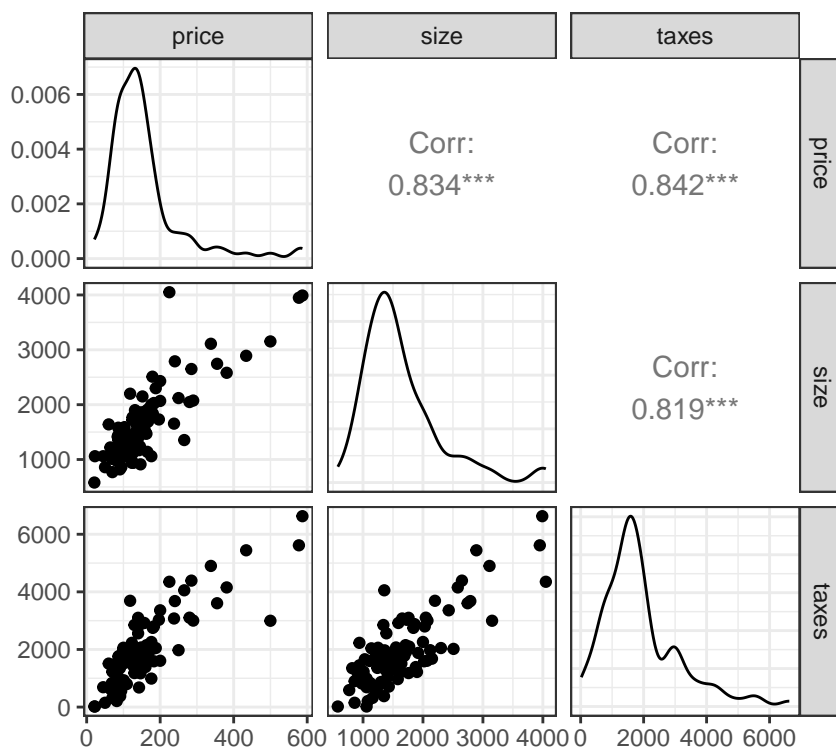 price size taxes
0.006
0.004
0.002
0.000
Corr:
0.834***
Corr:
0.842***
price
4000
3000
2000
1000
Corr:
0.819***
size
6000
4000
2000
0
taxes
0 200 400 600
1000 2000 3000 4000
0 2000 4000 6000